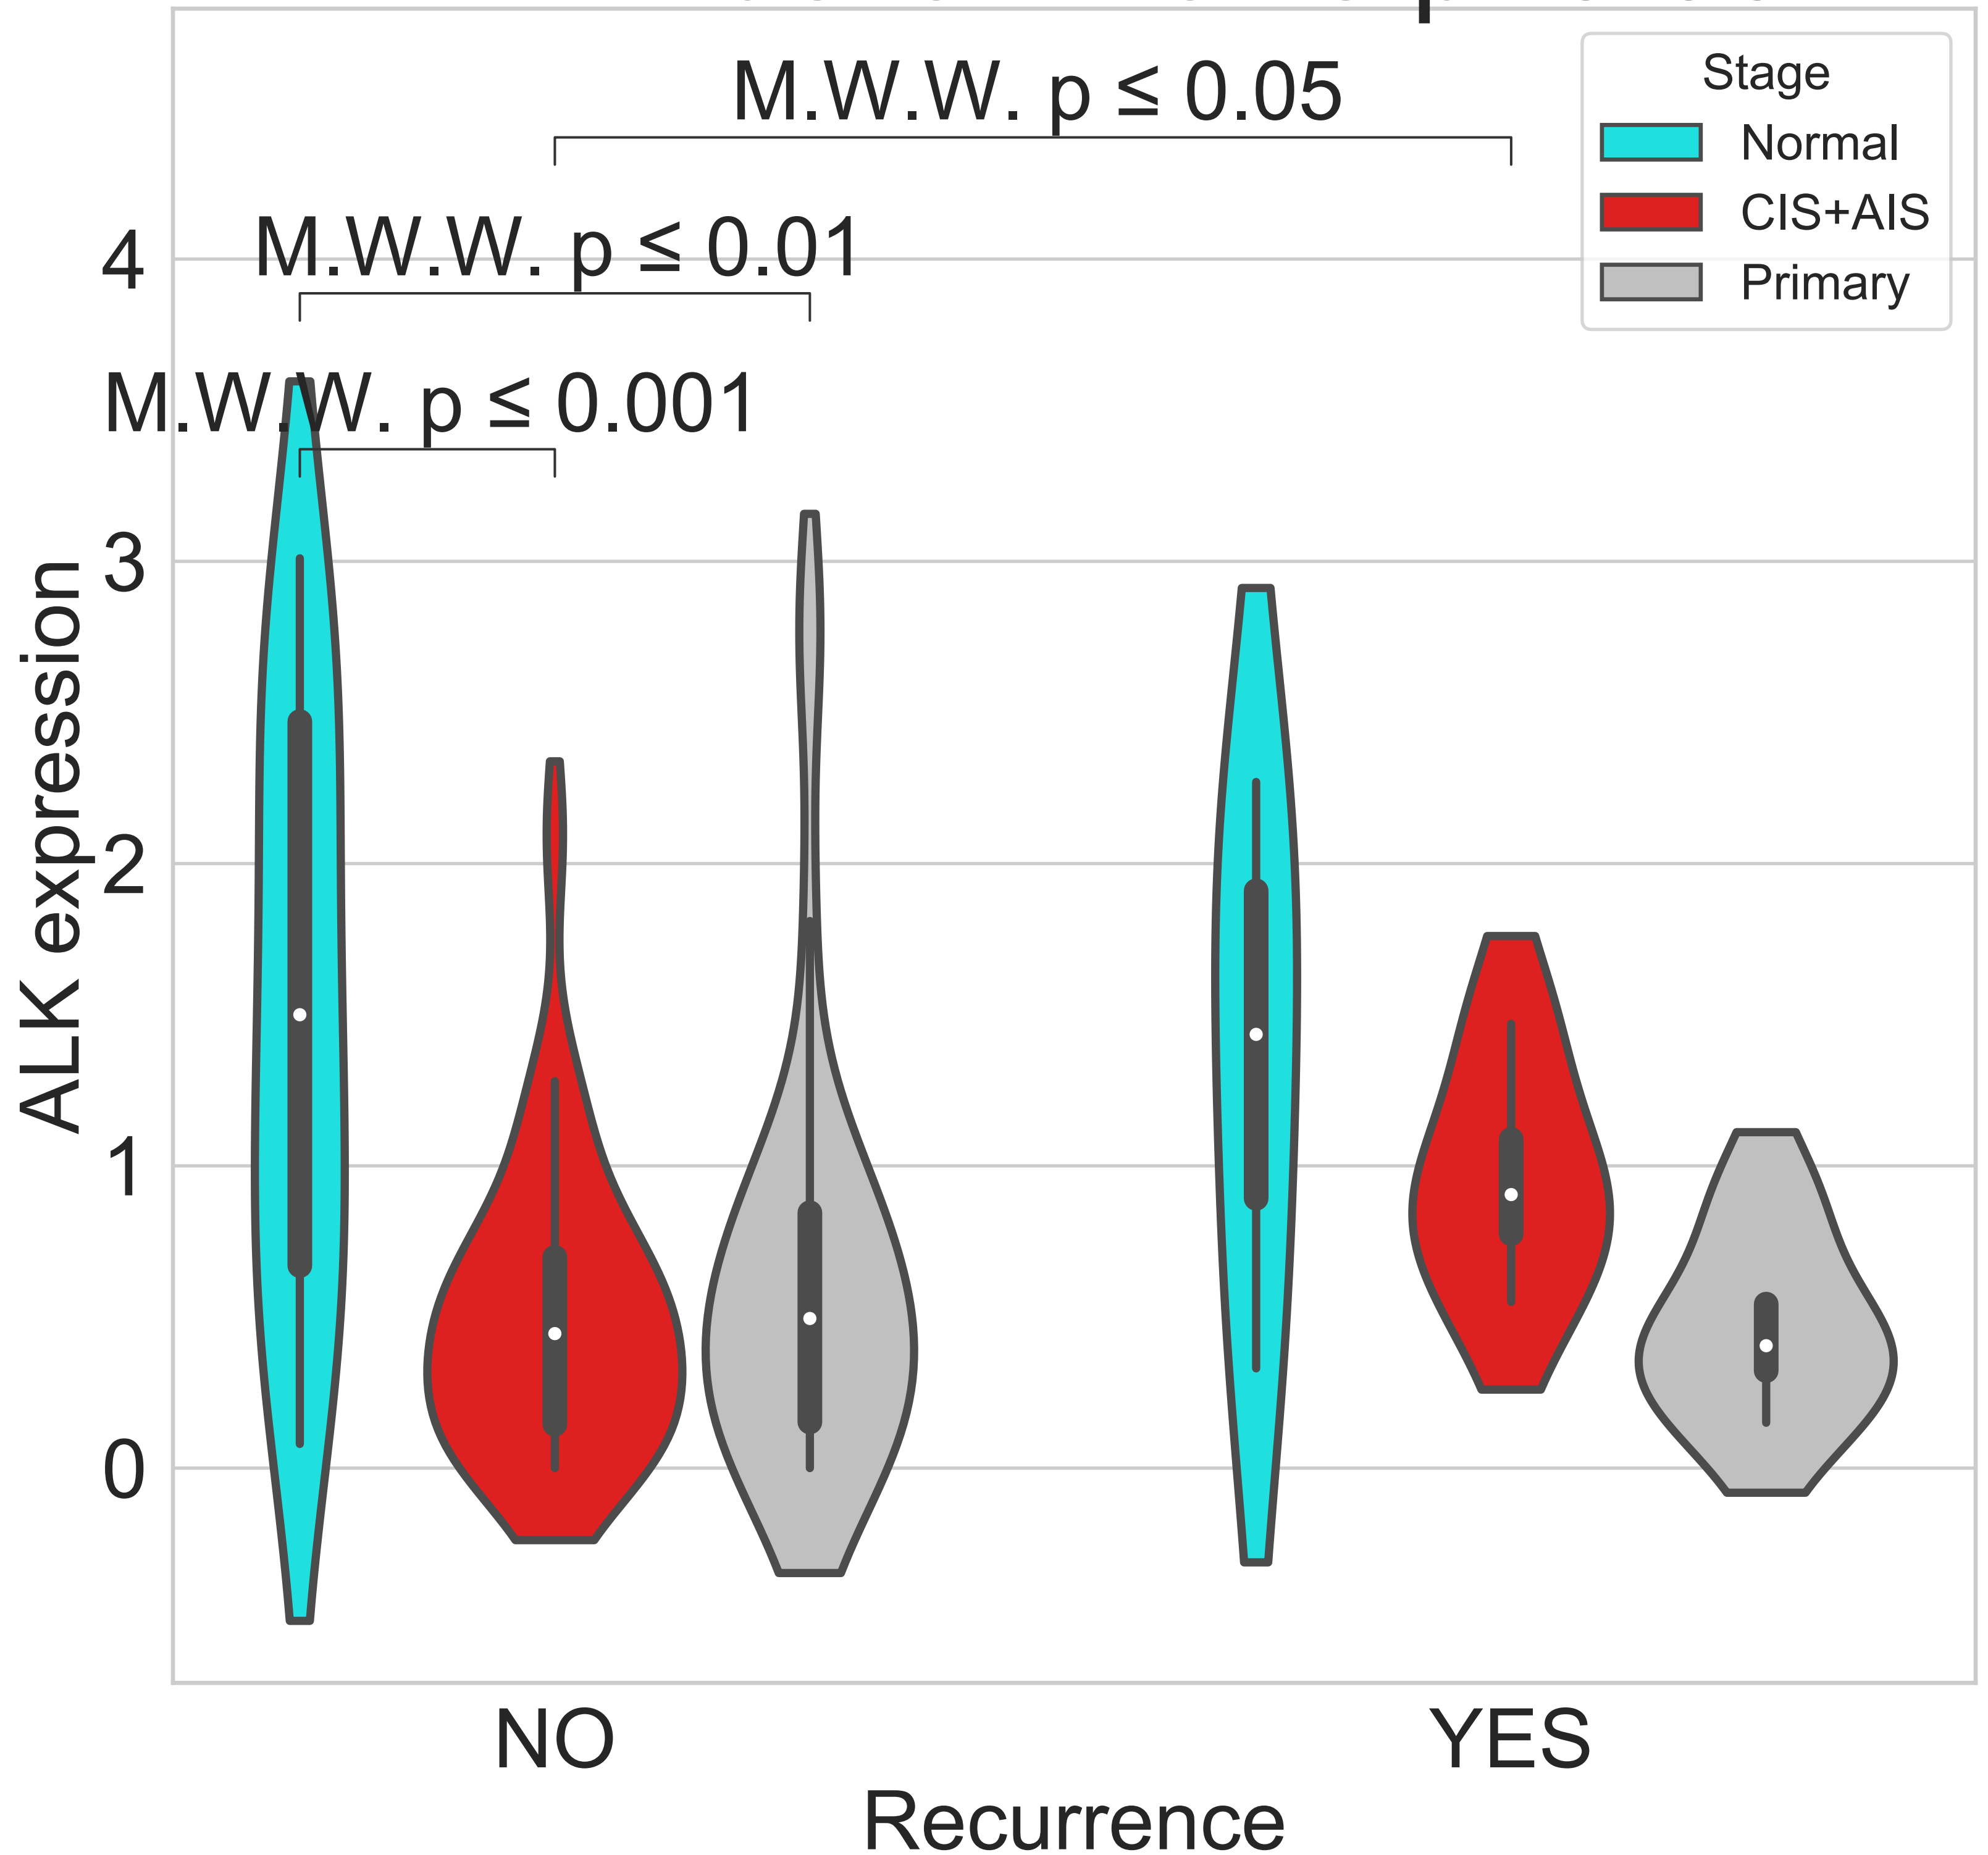 M.W.W. p ≤ 0.05
Stage
Normal
CIS+AIS
Primary
M.W.W. p ≤ 0.01
M.W.W. p ≤ 0.001
4
3
2
1
0
ALK expression
NO
YES
Recurrence